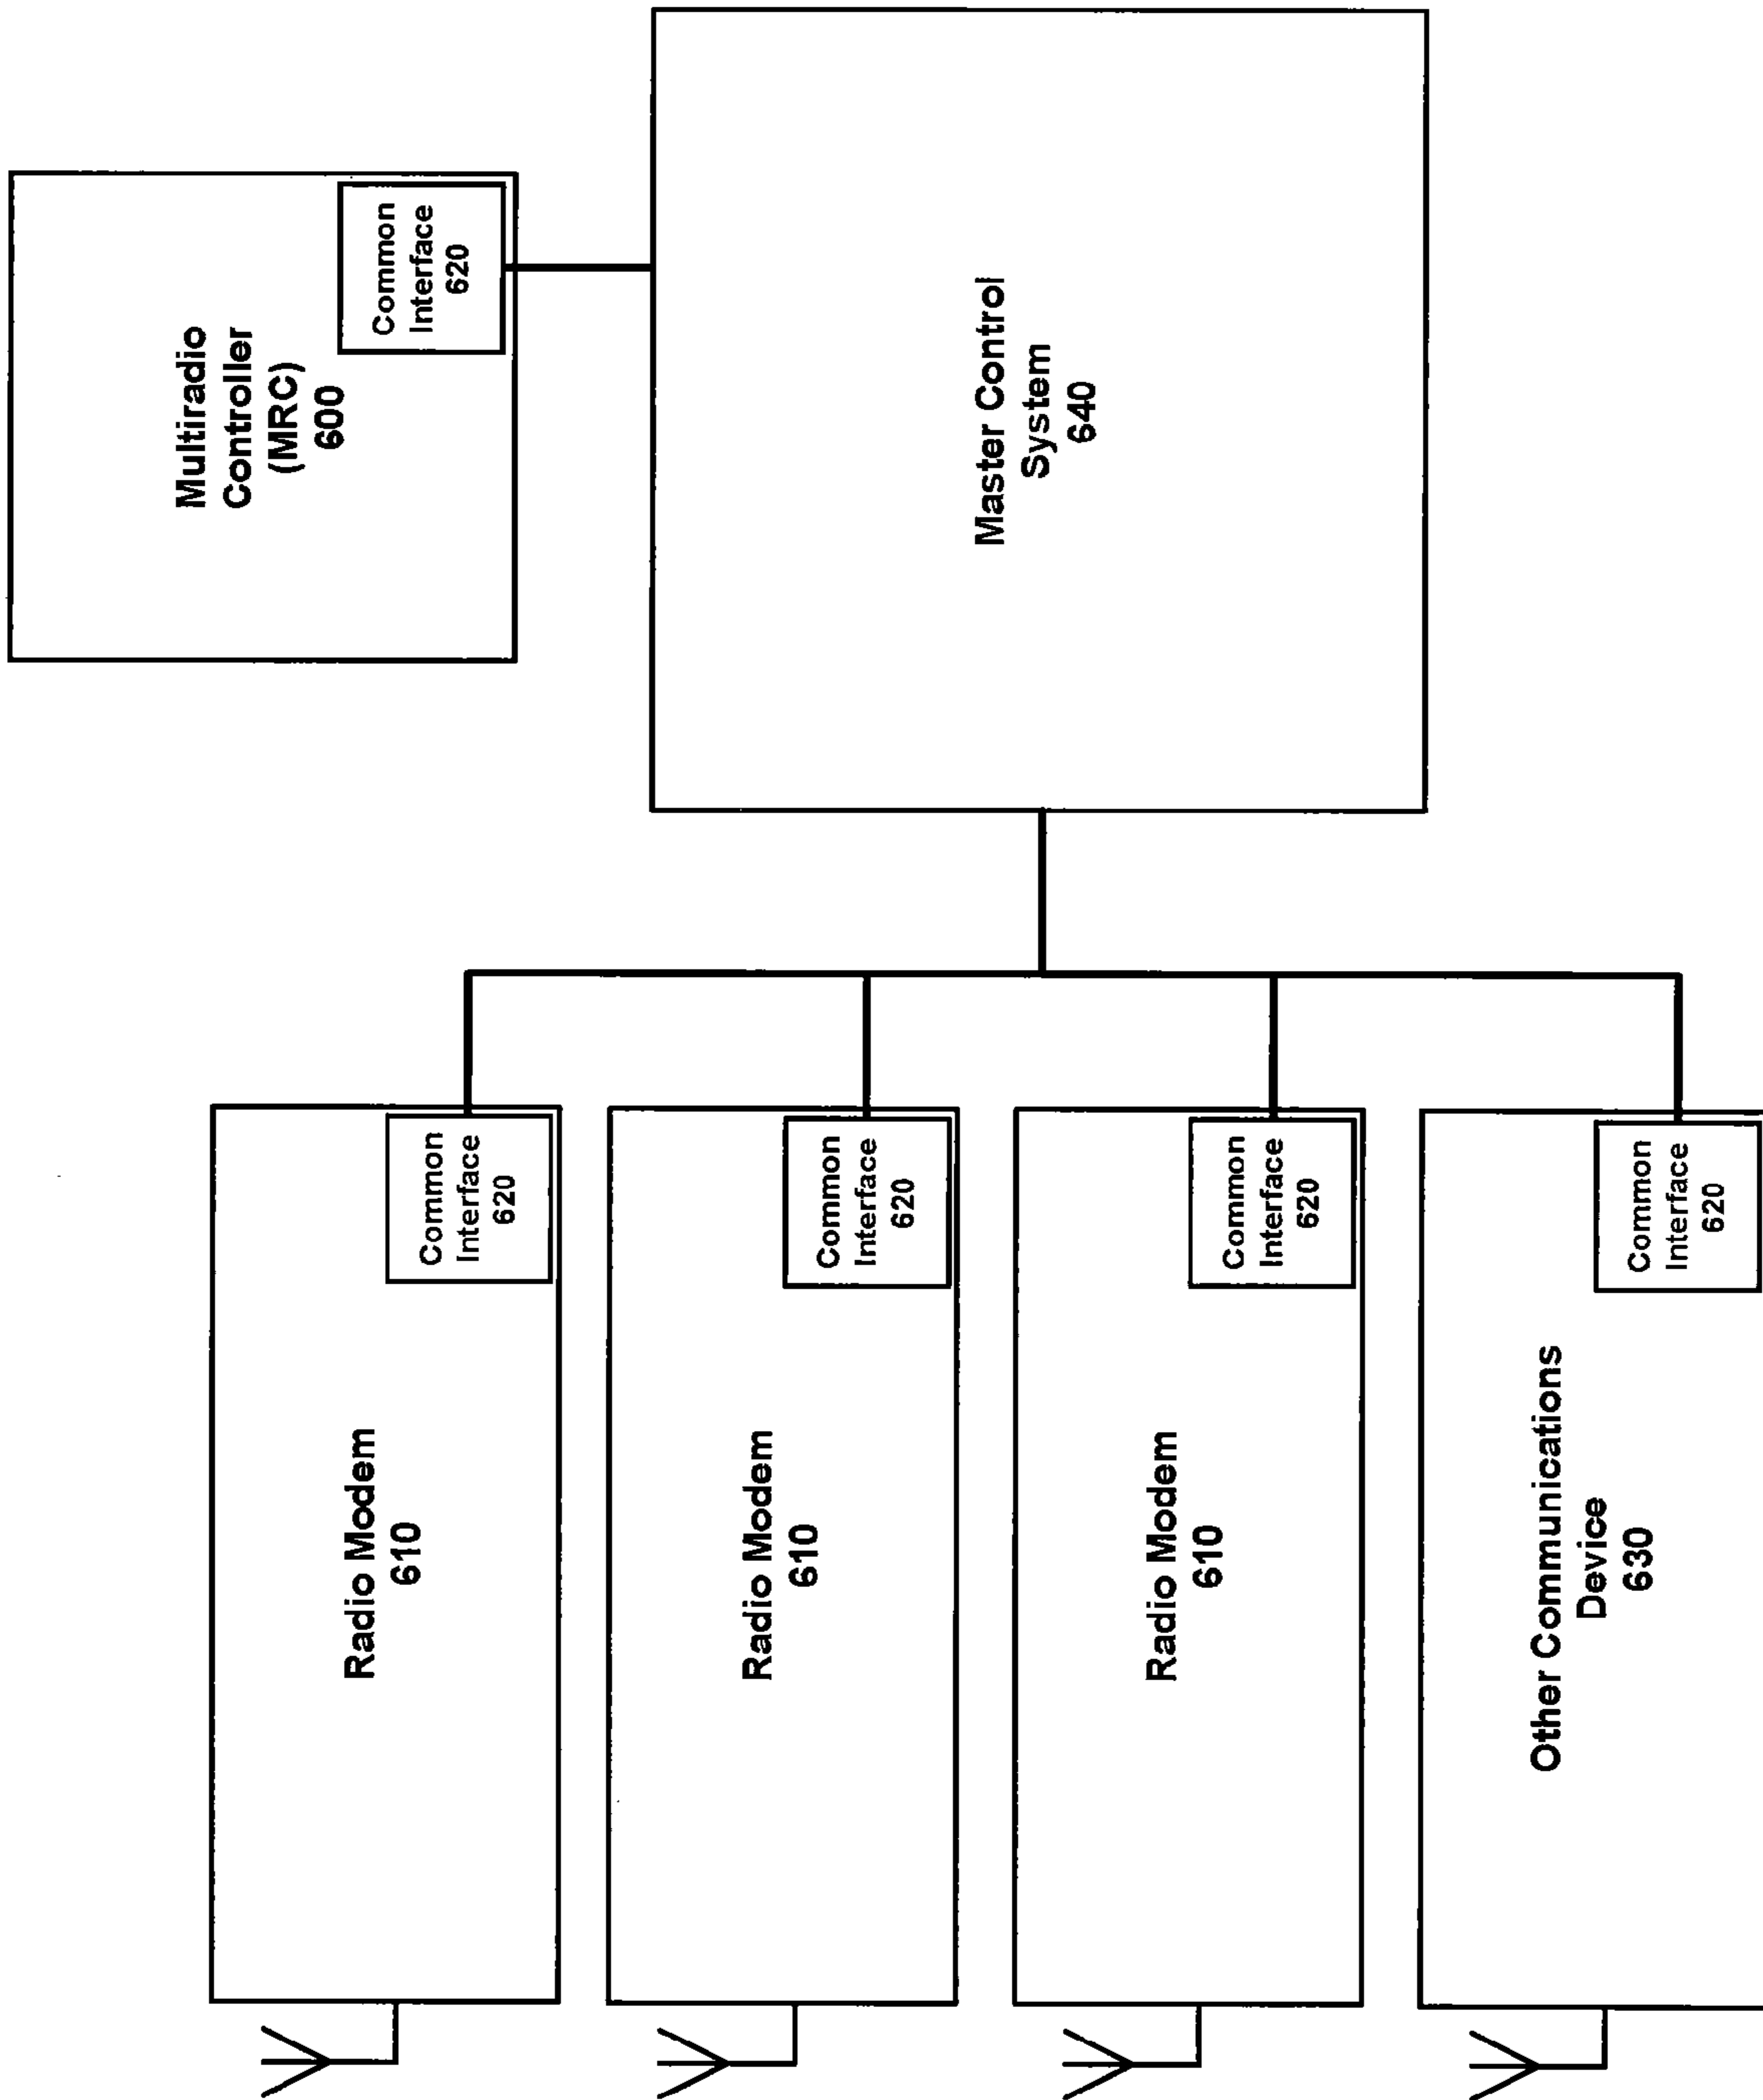 Multiradio
Controller
(MRC)
600
Common
Interface
620
Master Control
System
640
Radio Modem
610
Common
Interface
620
Radio Modem
610
Common
Interface
620
Radio Modem
610
Common
Interface
620
Other Communications
Device
630
Common
Interface
620